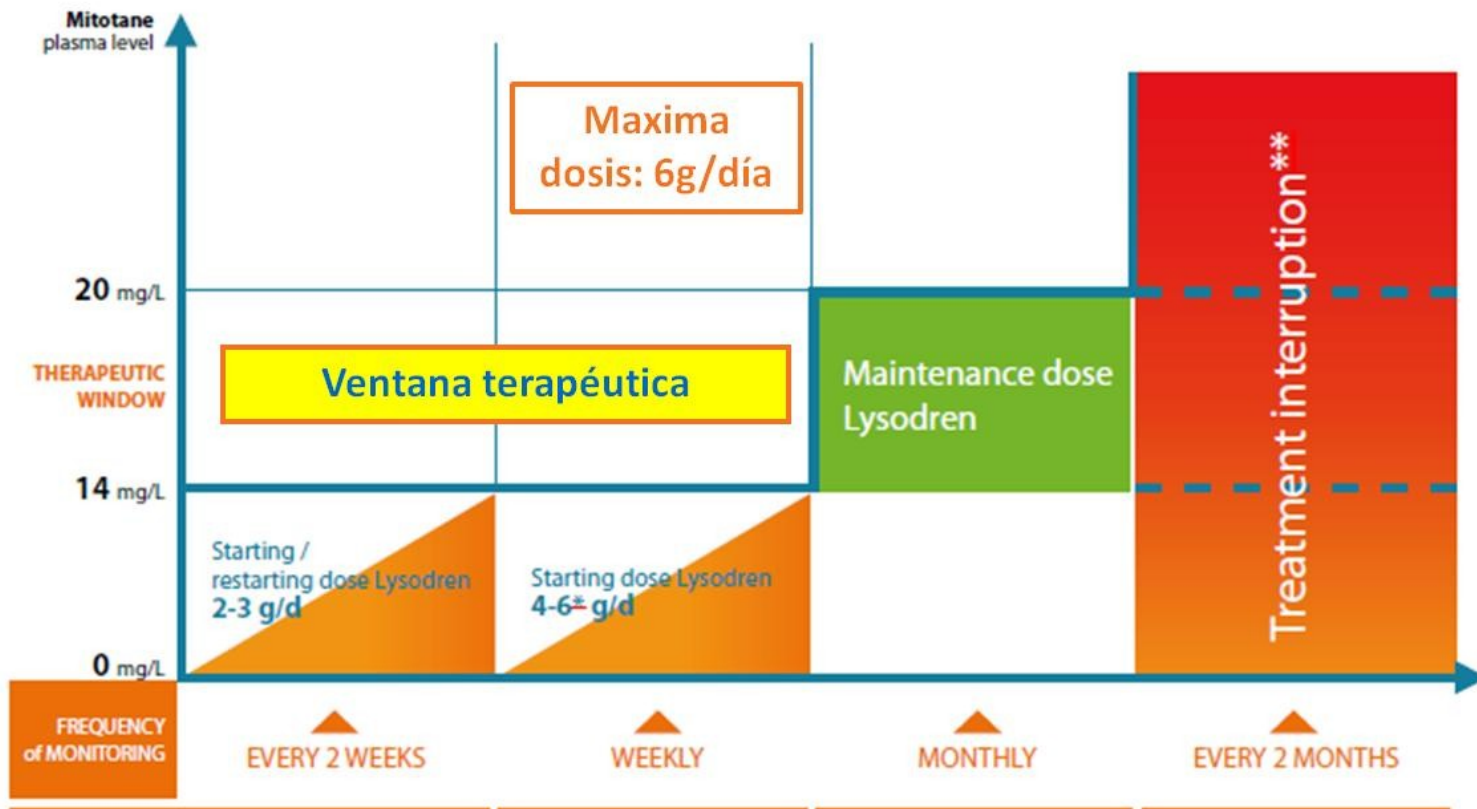 Mitotane
plasma level
Maxima
dosis: 6g/día
20 mg/L
THERAPEUTIC
WINDOW
Ventana terapéutica
Maintenance dose
Lysodren
14 mg/L
Starting /
restarting dose Lysodren
2-3 g/d
Starting dose Lysodren
4-6* g/d
0 mg/L
Treatment interruption**
FREQUENCY
of MONITORING
EVERY 2 WEEKS
WEEKLY
MONTHLY
EVERY 2 MONTHS